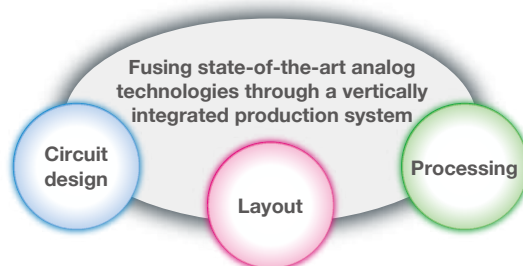 Fusing state-of-the-art analog
technologies through a vertically
integrated production system
Circuit
design
Layout
Processing